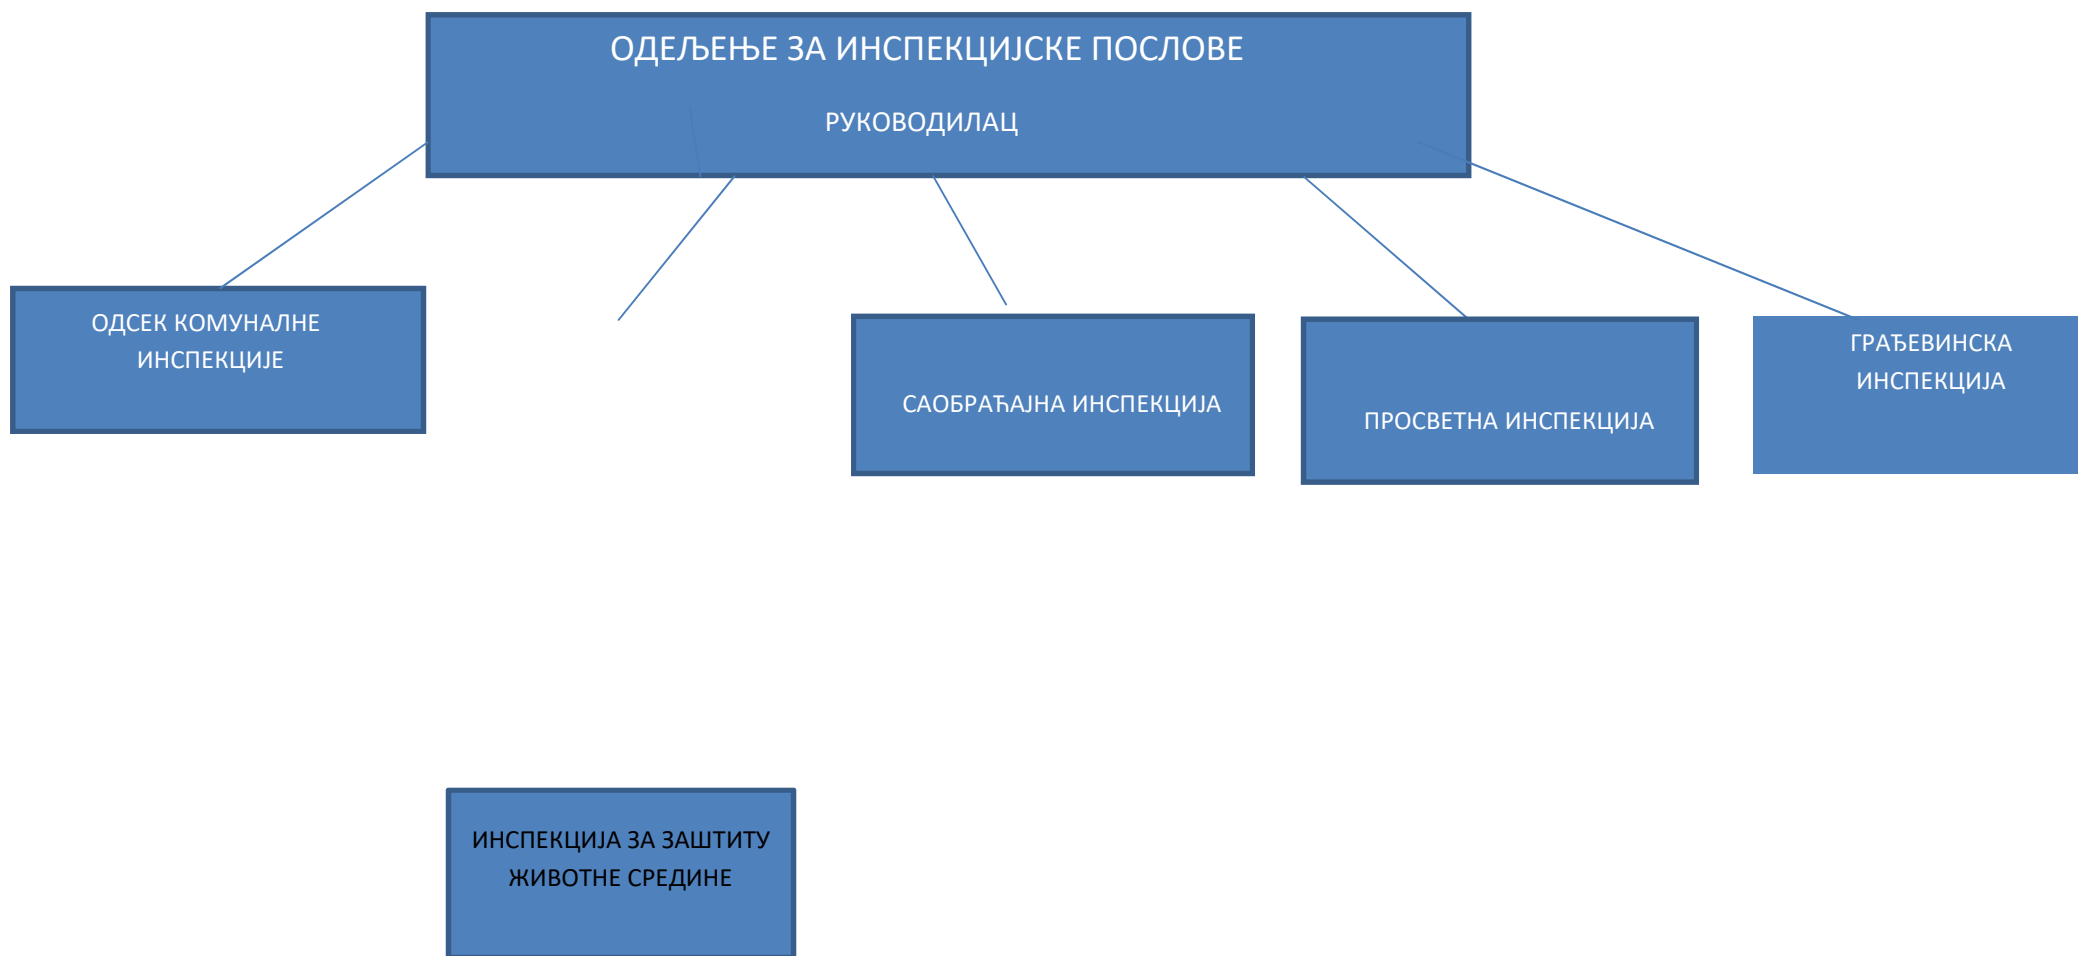 ОДЕЉЕЊЕ ЗА ИНСПЕКЦИЈСКЕ ПОСЛОВЕ
РУКОВОДИЛАЦ
ОДСЕК КОМУНАЛНЕ
ИНСПЕКЦИЈЕ
САОБРАЋАЈНА ИНСПЕКЦИЈА
ПРОСВЕТНА ИНСПЕКЦИЈА
ГРАЂЕВИНСКА
ИНСПЕКЦИЈА
ИНСПЕКЦИЈА ЗА ЗАШТИТУ
ЖИВОТНЕ СРЕДИНЕ